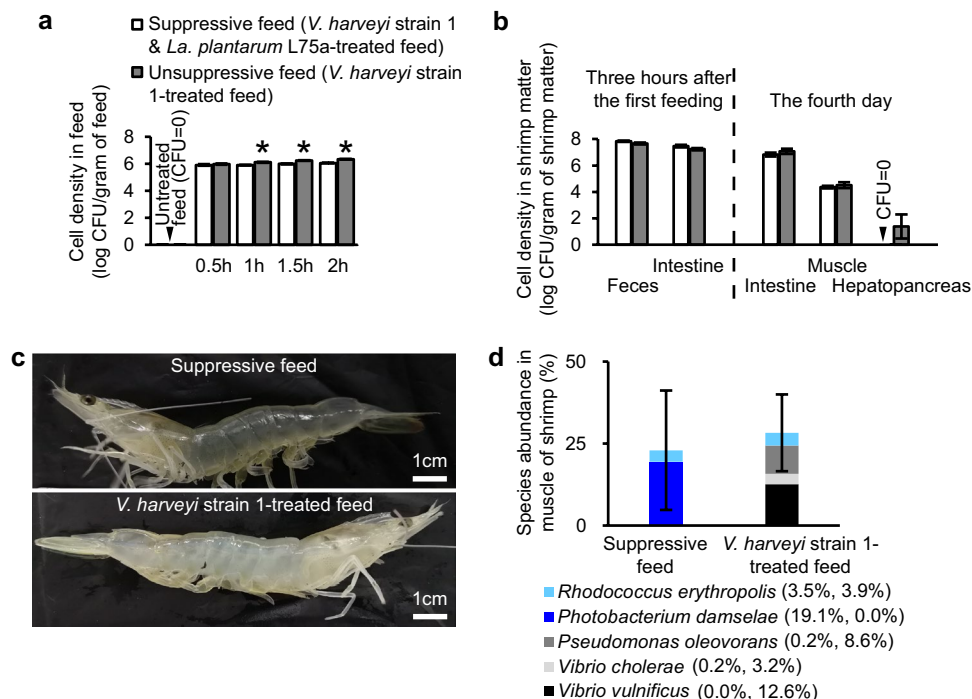 a
Suppressive feed (V. harveyi strain 1
& La. plantarum L75a-treated feed)
Unsuppressive feed (V. harveyi strain
1-treated feed)
Cell density in feed
(log CFU/gram of feed)
8
6
4
2
0
Untreated
feed (CFU=0)
* * *
0.5h 1h 1.5h 2h
b
Cell density in shrimp matter
(log CFU/gram of shrimp matter)
Three hours after
the first feeding
The fourth day
8
6
4
2
0
CFU=0
Intestine
Feces
Muscle
Intestine Hepatopancreas
c
Suppressive feed
1cm
V. harveyi strain 1-treated feed
1cm
d
Species abundance in
muscle of shrimp (%)
50
25
0
Suppressive
feed
V. harveyi strain 1-
treated feed
Rhodococcus erythropolis (3.5%, 3.9%)
Photobacterium damselae (19.1%, 0.0%)
Pseudomonas oleovorans (0.2%, 8.6%)
Vibrio cholerae (0.2%, 3.2%)
Vibrio vulnificus (0.0%, 12.6%)